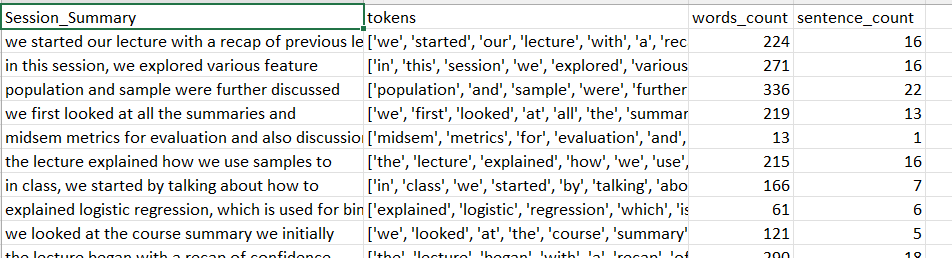 Session_Summary tokens words_count sentence_count
we started our lecture with a recap of previous le ['we', 'started', 'our', 'lecture', 'with', 'a', 'rec 224 16
in this session, we explored various feature ['in', 'this', 'session', 'we', 'explored', 'various 271 16
population and sample were further discussed ['population', 'and', 'sample', 'were', 'further 336 22
we first looked at all the summaries and ['we', 'first', 'looked', 'at', 'all', 'the', 'summar 219 13
midsem metrics for evaluation and also discussion ['midsem', 'metrics', 'for', 'evaluation', 'and', 13 1
the lecture explained how we use samples to ['the', 'lecture', 'explained', 'how', 'we', 'use', 215 16
in class, we started by talking about how to ['in', 'class', 'we', 'started', 'by', 'talking', 'abo 166 7
explained logistic regression, which is used for bin ['explained', 'logistic', 'regression', 'which', 'is 61 6
we looked at the course summary we initially ['we', 'looked', 'at', 'the', 'course', 'summary' 121 5
the lecture began with a recap of confidence ['the', 'lecture', 'began', 'with', 'a', 'recap', 'of 290 18